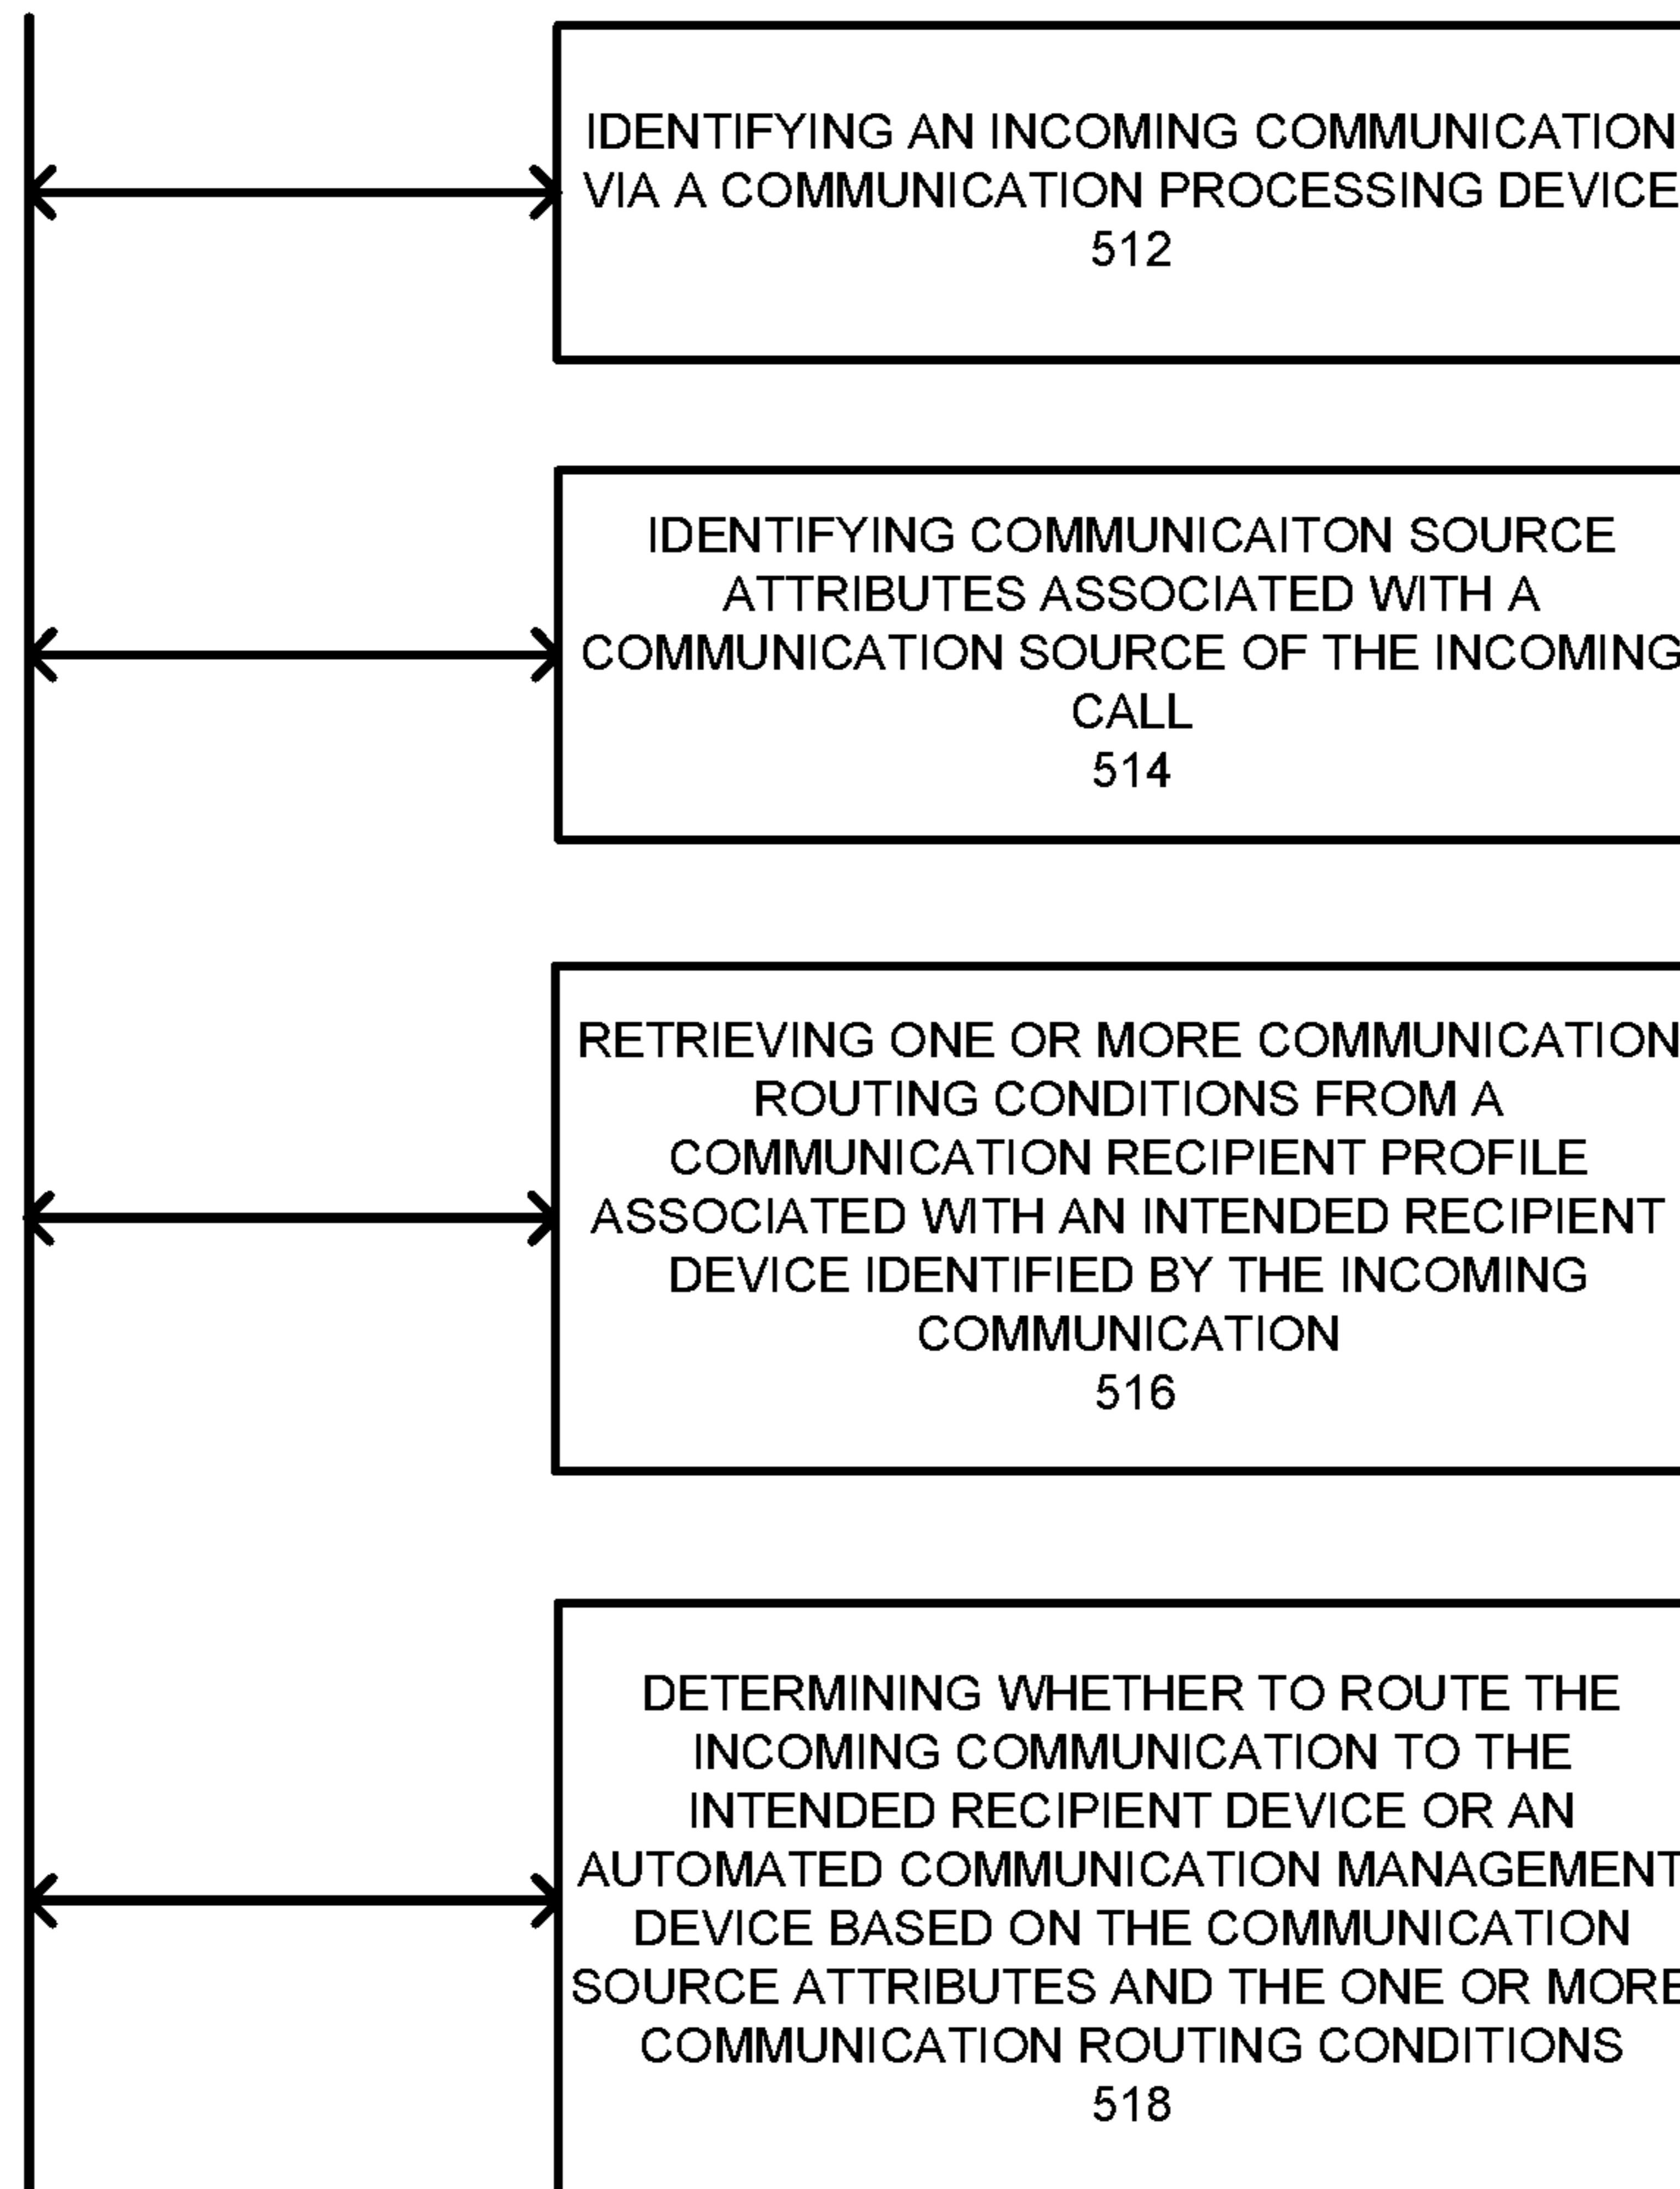 IDENTIFYING AN INCOMING COMMUNICATION
VIA A COMMUNICATION PROCESSING DEVICE
512
IDENTIFYING COMMUNICAITON SOURCE
ATTRIBUTES ASSOCIATED WITH A
COMMUNICATION SOURCE OF THE INCOMING
CALL
514
RETRIEVING ONE OR MORE COMMUNICATION
ROUTING CONDITIONS FROM A
COMMUNICATION RECIPIENT PROFILE
ASSOCIATED WITH AN INTENDED RECIPIENT
DEVICE IDENTIFIED BY THE INCOMING
COMMUNICATION
516
DETERMINING WHETHER TO ROUTE THE
INCOMING COMMUNICATION TO THE
INTENDED RECIPIENT DEVICE OR AN
AUTOMATED COMMUNICATION MANAGEMENT
DEVICE BASED ON THE COMMUNICATION
SOURCE ATTRIBUTES AND THE ONE OR MORE
COMMUNICATION ROUTING CONDITIONS
518